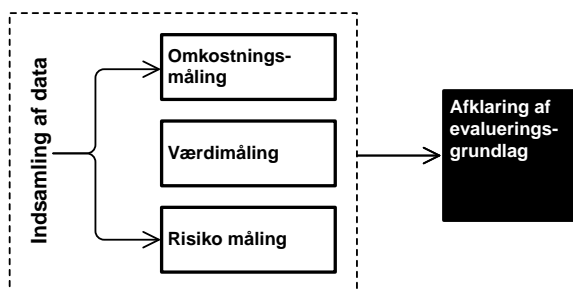 Indsamling af data
Omkostnings-
måling
Værdimåling
Risiko måling
Afklaring af
evaluerings-
grundlag